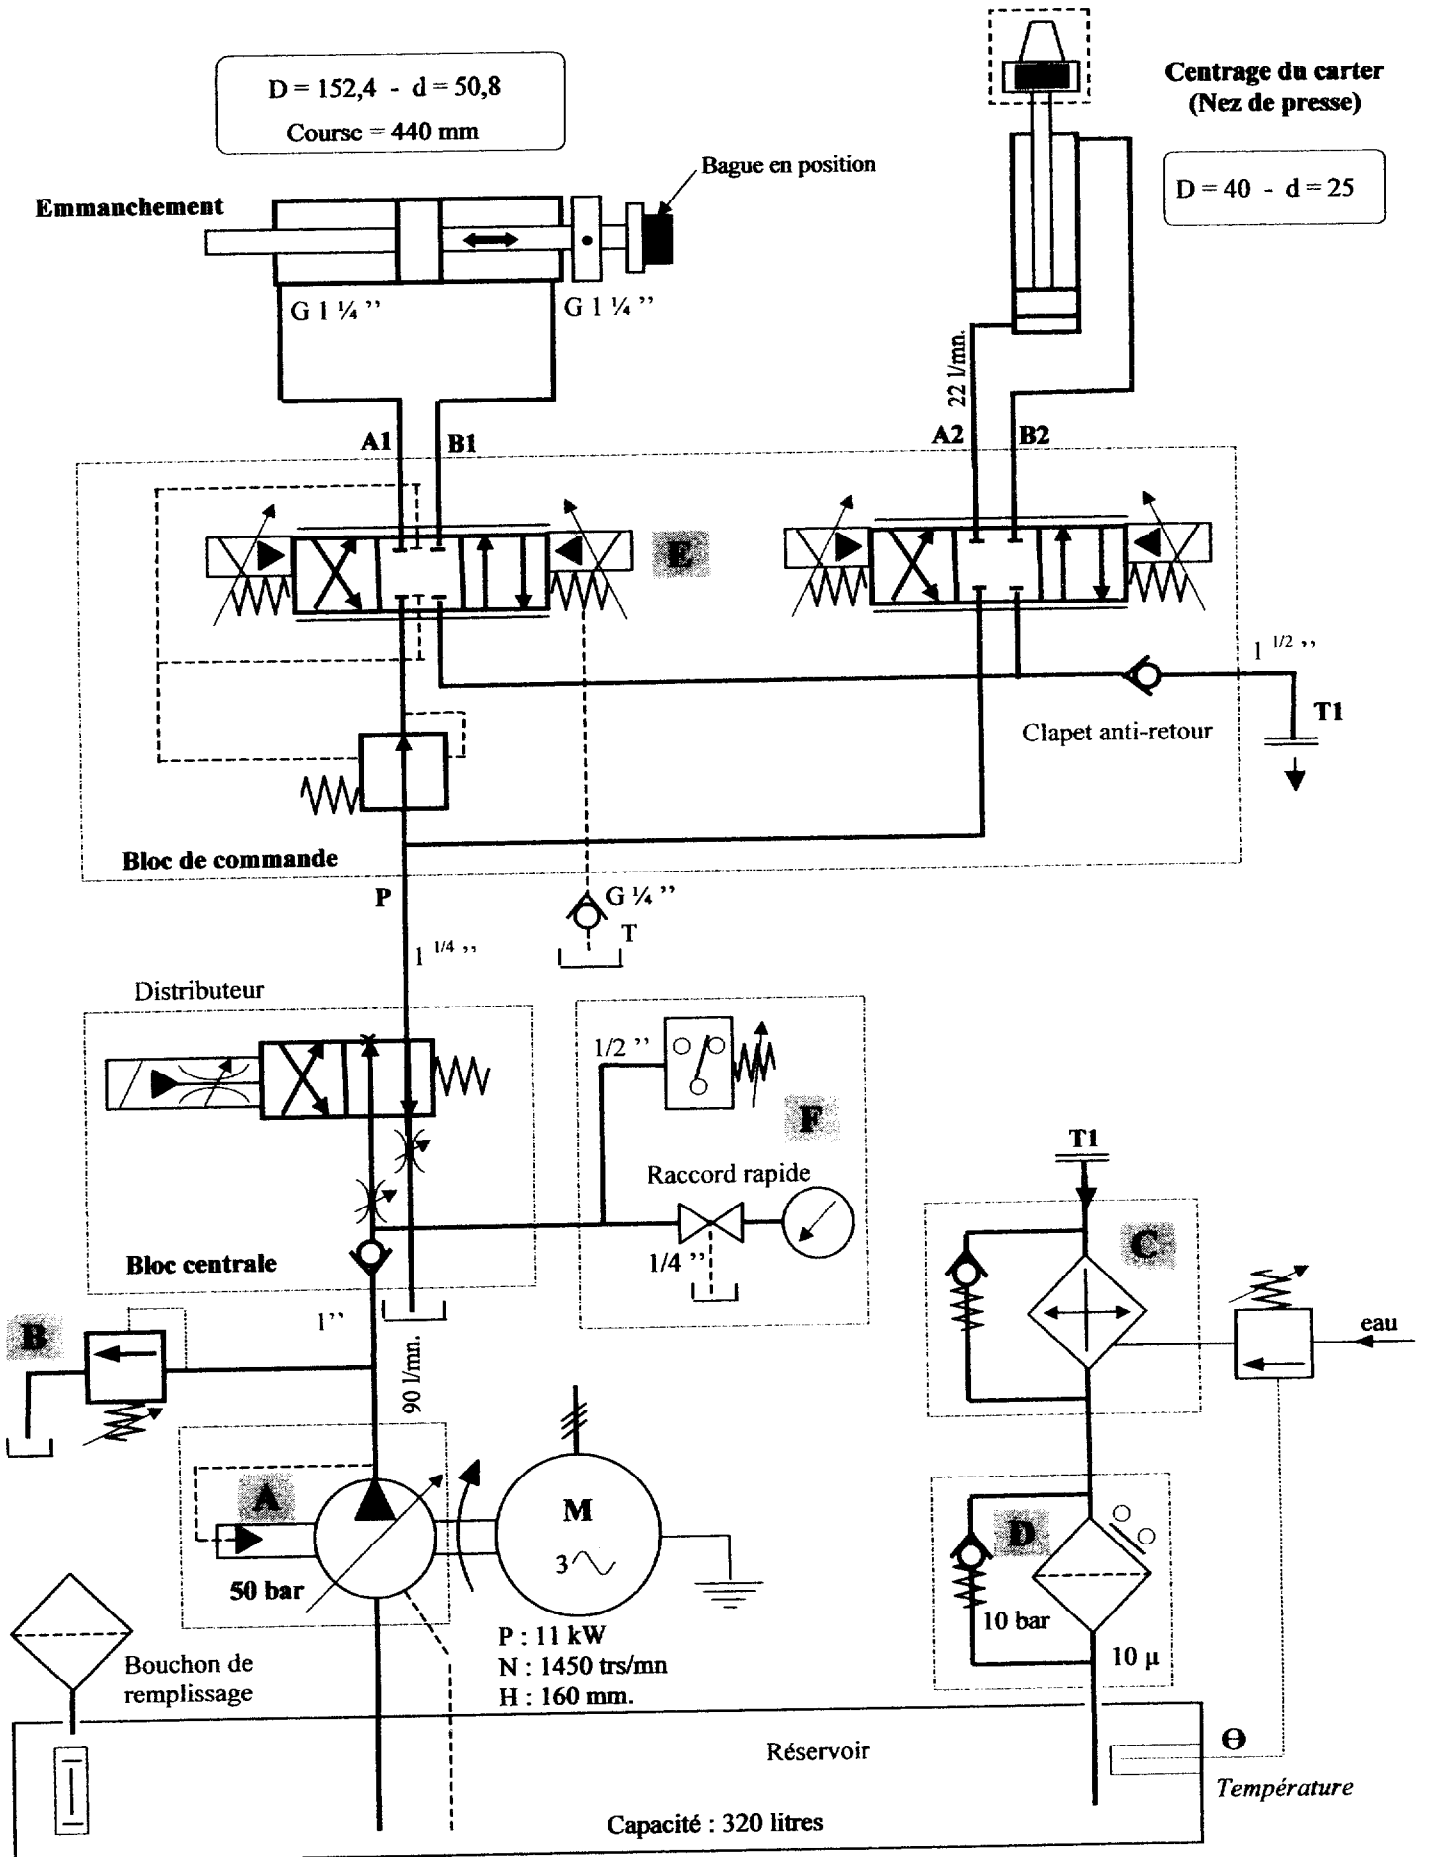 D = 152,4 - d = 50,8
Course = 440 mm
Centrage du carter
(Nez de presse)
D = 40 - d = 25
Bague en position
Emmanchement
G 1 ¼ ’’
G 1 ¼ ’’
22 l/mn.
A1
B1
A2
B2
E
1 1/2 ’’
T1
Clapet anti-retour
Bloc de commande
P
G ¼ ’’
T
1 1/4 ’’
Distributeur
1/2 ’’
F
Raccord rapide
1/4 ’’
Bloc centrale
T1
C
eau
B
1’’
90 l/mn.
A
50 bar
M
3
P : 11 kW
N : 1450 trs/mn
H : 160 mm.
D
10 bar
10 µ
Bouchon de
remplissage
Réservoir
Θ
Température
Capacité : 320 litres